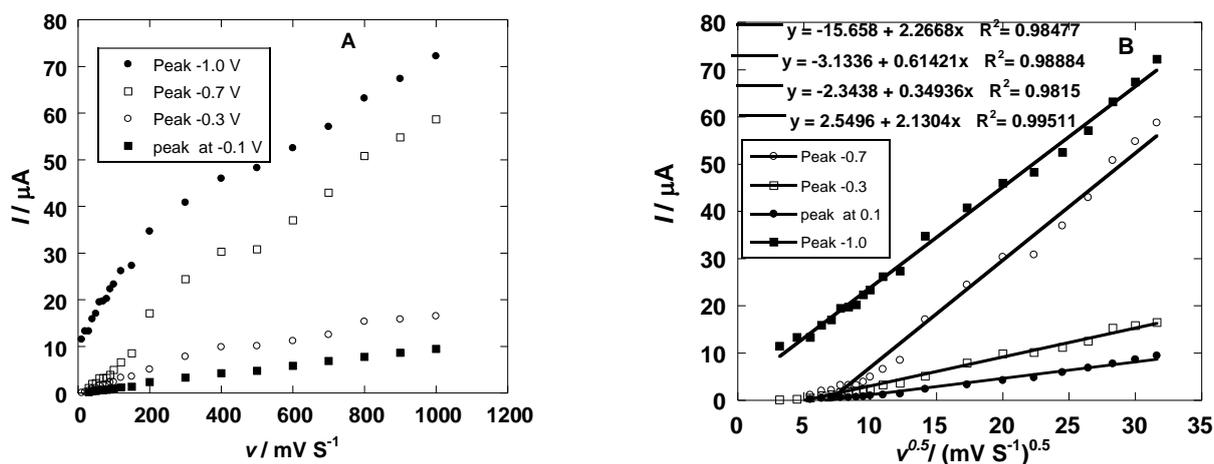 80
70
60
50
40
30
20
10
0
I / µA
A
Peak -1.0 V
Peak -0.7 V
Peak -0.3 V
peak at -0.1 V
0 200 400 600 800 1000 1200
v / mV S⁻¹
80
70
60
50
40
30
20
10
0
I / µA
B
y = -15.658 + 2.2668x R²= 0.98477
y = -3.1336 + 0.61421x R²= 0.98884
y = -2.3438 + 0.34936x R²= 0.9815
y = 2.5496 + 2.1304x R²= 0.99511
Peak -0.7
Peak -0.3
peak at 0.1
Peak -1.0
0 5 10 15 20 25 30 35
v⁰·⁵/ (mV S⁻¹)⁰·⁵